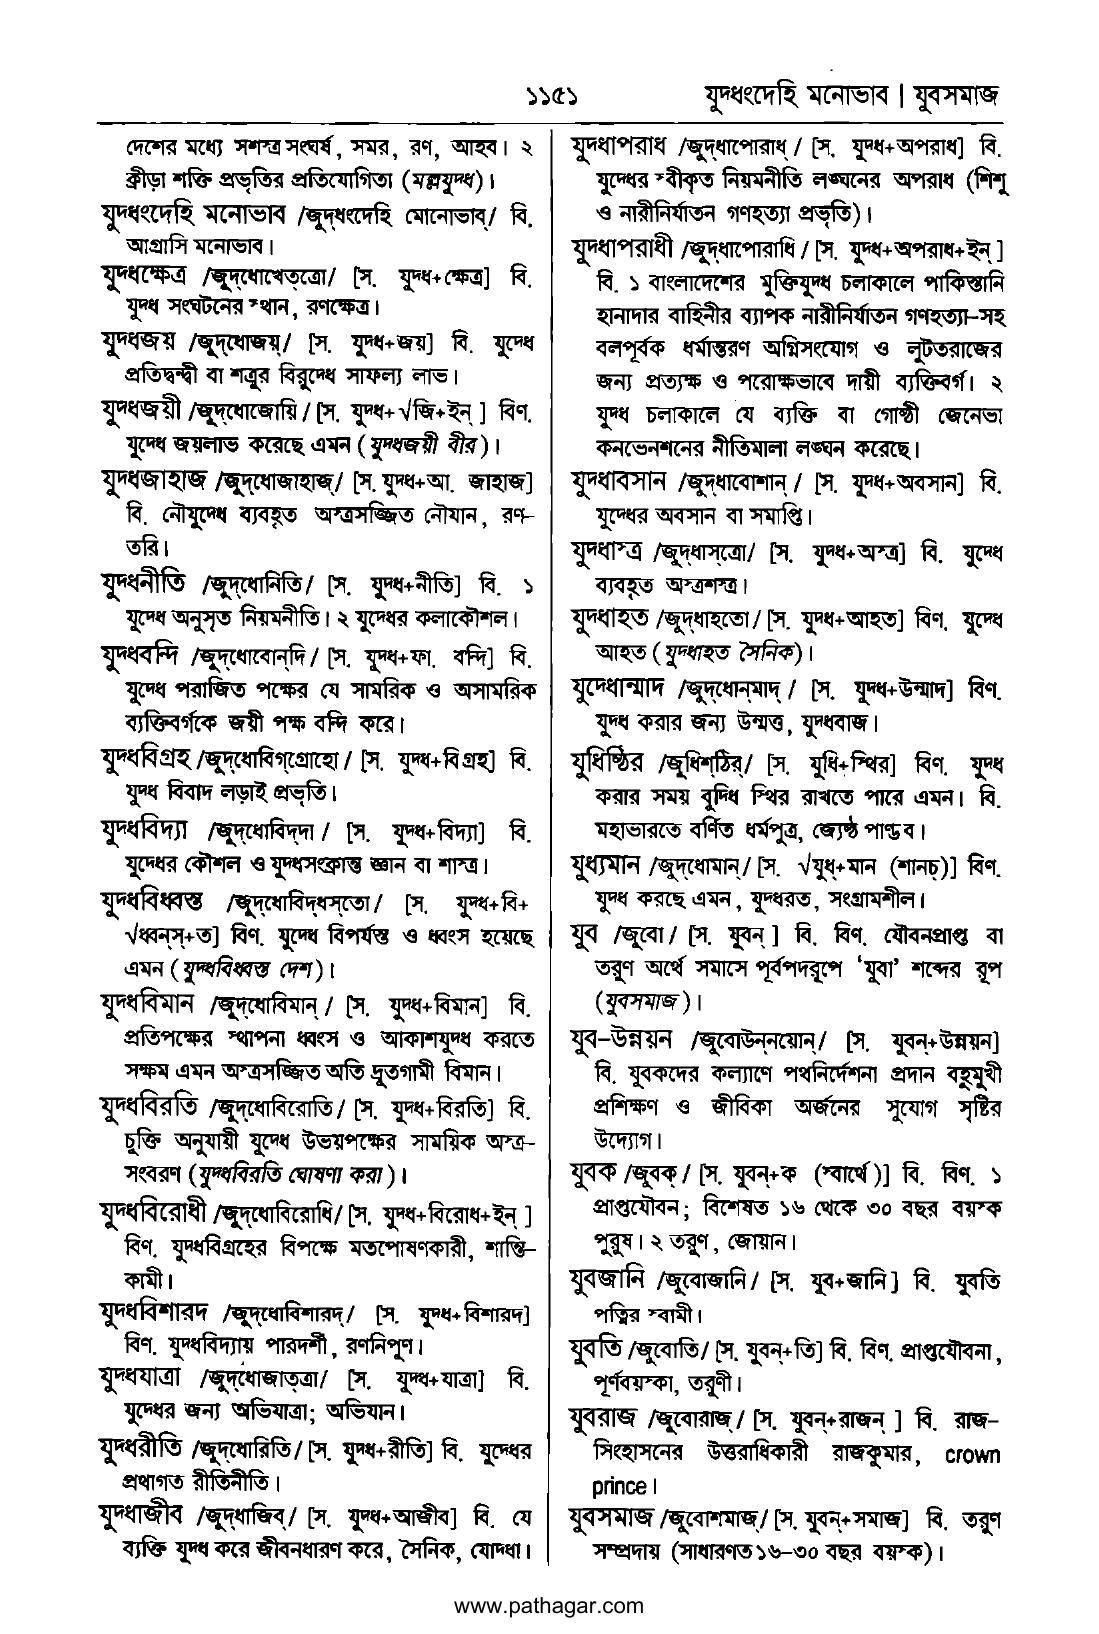 ১১৫১
যুদ্ধংদেহি মনোভাব | যুবসমাজ
দেশের মধ্যে সশস্ত্র সংঘর্ষ, সমর, রণ, আহব। ২
ক্রীড়া শক্তি প্রভৃতির প্রতিযোগিতা (মল্লযুদ্ধ)।
যুদ্ধংদেহি মনোভাব /জুদ্‌ধংদেহি মোনোভাব্/ বি.
আগ্রাসি মনোভাব।
যুদ্ধক্ষেত্র /জুদ্‌ধোখেত্‌ত্রো/ [স. যুদ্ধ+ক্ষেত্র] বি.
যুদ্ধ সংঘটনের স্থান, রণক্ষেত্র।
যুদ্ধজয় /জুদ্‌ধোজয়্/ [স. যুদ্ধ+জয়] বি. যুদ্ধে
প্রতিদ্বন্দ্বী বা শত্রুর বিরুদ্ধে সাফল্য লাভ।
যুদ্ধজয়ী /জুদ্‌ধোজোয়ি/ [স. যুদ্ধ+√জি+ইন্] বিণ.
যুদ্ধে জয়লাভ করেছে এমন (যুদ্ধজয়ী বীর)।
যুদ্ধজাহাজ /জুদ্‌ধোজাহাজ্/ [স. যুদ্ধ+আ. জাহাজ]
বি. নৌযুদ্ধে ব্যবহৃত অস্ত্রসজ্জিত নৌযান, রণ-
তরি।
যুদ্ধনীতি /জুদ্‌ধোনিতি/ [স. যুদ্ধ+নীতি] বি. ১
যুদ্ধে অনুসৃত নিয়মনীতি। ২ যুদ্ধের কলাকৌশল।
যুদ্ধবন্দি /জুদ্‌ধোবোন্‌দি/ [স. যুদ্ধ+ফা. বন্দি] বি.
যুদ্ধে পরাজিত পক্ষের যে সামরিক ও অসামরিক
ব্যক্তিবর্গকে জয়ী পক্ষ বন্দি করে।
যুদ্ধবিগ্রহ /জুদ্‌ধোবিগ্‌গ্রোহো/ [স. যুদ্ধ+বিগ্রহ] বি.
যুদ্ধ বিবাদ লড়াই প্রভৃতি।
যুদ্ধবিদ্যা /জুদ্‌ধোবিদ্‌দা/ [স. যুদ্ধ+বিদ্যা] বি.
যুদ্ধের কৌশল ও যুদ্ধসংক্রান্ত জ্ঞান বা শাস্ত্র।
যুদ্ধবিধ্বস্ত /জুদ্‌ধোবিদ্‌ধস্‌তো/ [স. যুদ্ধ+বি+
√ধ্বন্‌স্+ত] বিণ. যুদ্ধে বিপর্যস্ত ও ধ্বংস হয়েছে
এমন (যুদ্ধবিধ্বস্ত দেশ)।
যুদ্ধবিমান /জুদ্‌ধোবিমান্/ [স. যুদ্ধ+বিমান] বি.
প্রতিপক্ষের স্থাপনা ধ্বংস ও আকাশযুদ্ধ করতে
সক্ষম এমন অস্ত্রসজ্জিত অতি দ্রুতগামী বিমান।
যুদ্ধবিরতি /জুদ্‌ধোবিরোতি/ [স. যুদ্ধ+বিরতি] বি.
চুক্তি অনুযায়ী যুদ্ধে উভয়পক্ষের সাময়িক অস্ত্র-
সংবরণ (যুদ্ধবিরতি ঘোষণা করা)।
যুদ্ধবিরোধী /জুদ্‌ধোবিরোধি/ [স. যুদ্ধ+বিরোধ+ইন্]
বিণ. যুদ্ধবিগ্রহের বিপক্ষে মতপোষণকারী, শান্তি-
কামী।
যুদ্ধবিশারদ /জুদ্‌ধোবিশারদ্/ [স. যুদ্ধ+বিশারদ]
বিণ. যুদ্ধবিদ্যায় পারদর্শী, রণনিপুণ।
যুদ্ধযাত্রা /জুদ্‌ধোজাত্‌ত্রা/ [স. যুদ্ধ+যাত্রা] বি.
যুদ্ধের জন্য অভিযাত্রা; অভিযান।
যুদ্ধরীতি /জুদ্‌ধোরিতি/ [স. যুদ্ধ+রীতি] বি. যুদ্ধের
প্রথাগত রীতিনীতি।
যুদ্ধাজীব /জুদ্‌ধাজিব্/ [স. যুদ্ধ+আজীব] বি. যে
ব্যক্তি যুদ্ধ করে জীবনধারণ করে, সৈনিক, যোদ্ধা।
যুদ্ধাপরাধ /জুদ্‌ধাপোরাধ্/ [স. যুদ্ধ+অপরাধ] বি.
যুদ্ধের স্বীকৃত নিয়মনীতি লঙ্ঘনের অপরাধ (শিশু
ও নারীনির্যাতন গণহত্যা প্রভৃতি)।
যুদ্ধাপরাধী /জুদ্‌ধাপোরাধি/ [স. যুদ্ধ+অপরাধ+ইন্]
বি. ১ বাংলাদেশের মুক্তিযুদ্ধ চলাকালে পাকিস্তানি
হানাদার বাহিনীর ব্যাপক নারীনির্যাতন গণহত্যা-সহ
বলপূর্বক ধর্মান্তরণ অগ্নিসংযোগ ও লুটতরাজের
জন্য প্রত্যক্ষ ও পরোক্ষভাবে দায়ী ব্যক্তিবর্গ। ২
যুদ্ধ চলাকালে যে ব্যক্তি বা গোষ্ঠী জেনেভা
কনভেনশনের নীতিমালা লঙ্ঘন করেছে।
যুদ্ধাবসান /জুদ্‌ধাবোশান্/ [স. যুদ্ধ+অবসান] বি.
যুদ্ধের অবসান বা সমাপ্তি।
যুদ্ধাস্ত্র /জুদ্‌ধাস্‌ত্রো/ [স. যুদ্ধ+অস্ত্র] বি. যুদ্ধে
ব্যবহৃত অস্ত্রশস্ত্র।
যুদ্ধাহত /জুদ্‌ধাহতো/ [স. যুদ্ধ+আহত] বিণ. যুদ্ধে
আহত (যুদ্ধাহত সৈনিক)।
যুদ্ধোন্মাদ /জুদ্‌ধোন্‌মাদ্/ [স. যুদ্ধ+উন্মাদ] বিণ.
যুদ্ধ করার জন্য উন্মত্ত, যুদ্ধবাজ।
যুধিষ্ঠির /জুধিশ্‌ঠির্/ [স. যুধি+স্থির] বিণ. যুদ্ধ
করার সময় বুদ্ধি স্থির রাখতে পারে এমন। বি.
মহাভারতে বর্ণিত ধর্মপুত্র, জ্যেষ্ঠ পাণ্ডব।
যুধ্যমান /জুদ্‌ধোমান্/ [স. √যুধ্+মান (শানচ্)] বিণ.
যুদ্ধ করছে এমন, যুদ্ধরত, সংগ্রামশীল।
যুব /জুবো/ [স. যুবন্] বি. বিণ. যৌবনপ্রাপ্ত বা
তরুণ অর্থে সমাসে পূর্বপদরূপে ‘যুবা’ শব্দের রূপ
(যুবসমাজ)।
যুব-উন্নয়ন /জুবোউন্‌নয়োন্/ [স. যুবন্+উন্নয়ন]
বি. যুবকদের কল্যাণে পথনির্দেশনা প্রদান বহুমুখী
প্রশিক্ষণ ও জীবিকা অর্জনের সুযোগ সৃষ্টির
উদ্যোগ।
যুবক /জুবক্/ [স. যুবন্+ক (স্বার্থে)] বি. বিণ. ১
প্রাপ্তযৌবন; বিশেষত ১৬ থেকে ৩০ বছর বয়স্ক
পুরুষ। ২ তরুণ, জোয়ান।
যুবজানি /জুবোজানি/ [স. যুব+জানি] বি. যুবতি
পত্নির স্বামী।
যুবতি /জুবোতি/ [স. যুবন্+তি] বি. বিণ. প্রাপ্তযৌবনা,
পূর্ণবয়স্কা, তরুণী।
যুবরাজ /জুবোরাজ্/ [স. যুবন্+রাজন্] বি. রাজ-
সিংহাসনের উত্তরাধিকারী রাজকুমার, crown
prince।
যুবসমাজ /জুবোশমাজ্/ [স. যুবন্+সমাজ] বি. তরুণ
সম্প্রদায় (সাধারণত ১৬-৩০ বছর বয়স্ক)।
www.pathagar.com